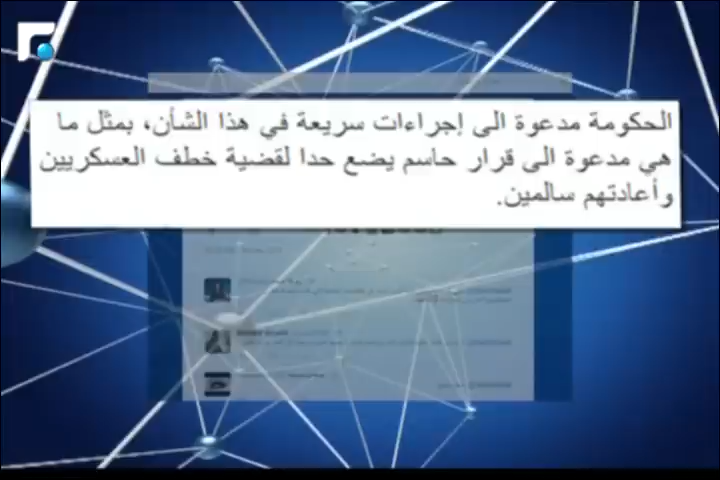 الحكومة مدعوة الى إجراءات سريعة في هذا الشأن، بمثل ما
هي مدعوة الى قرار حاسم يضع حدا لقضية خطف العسكريين
وأعادتهم سالمين.